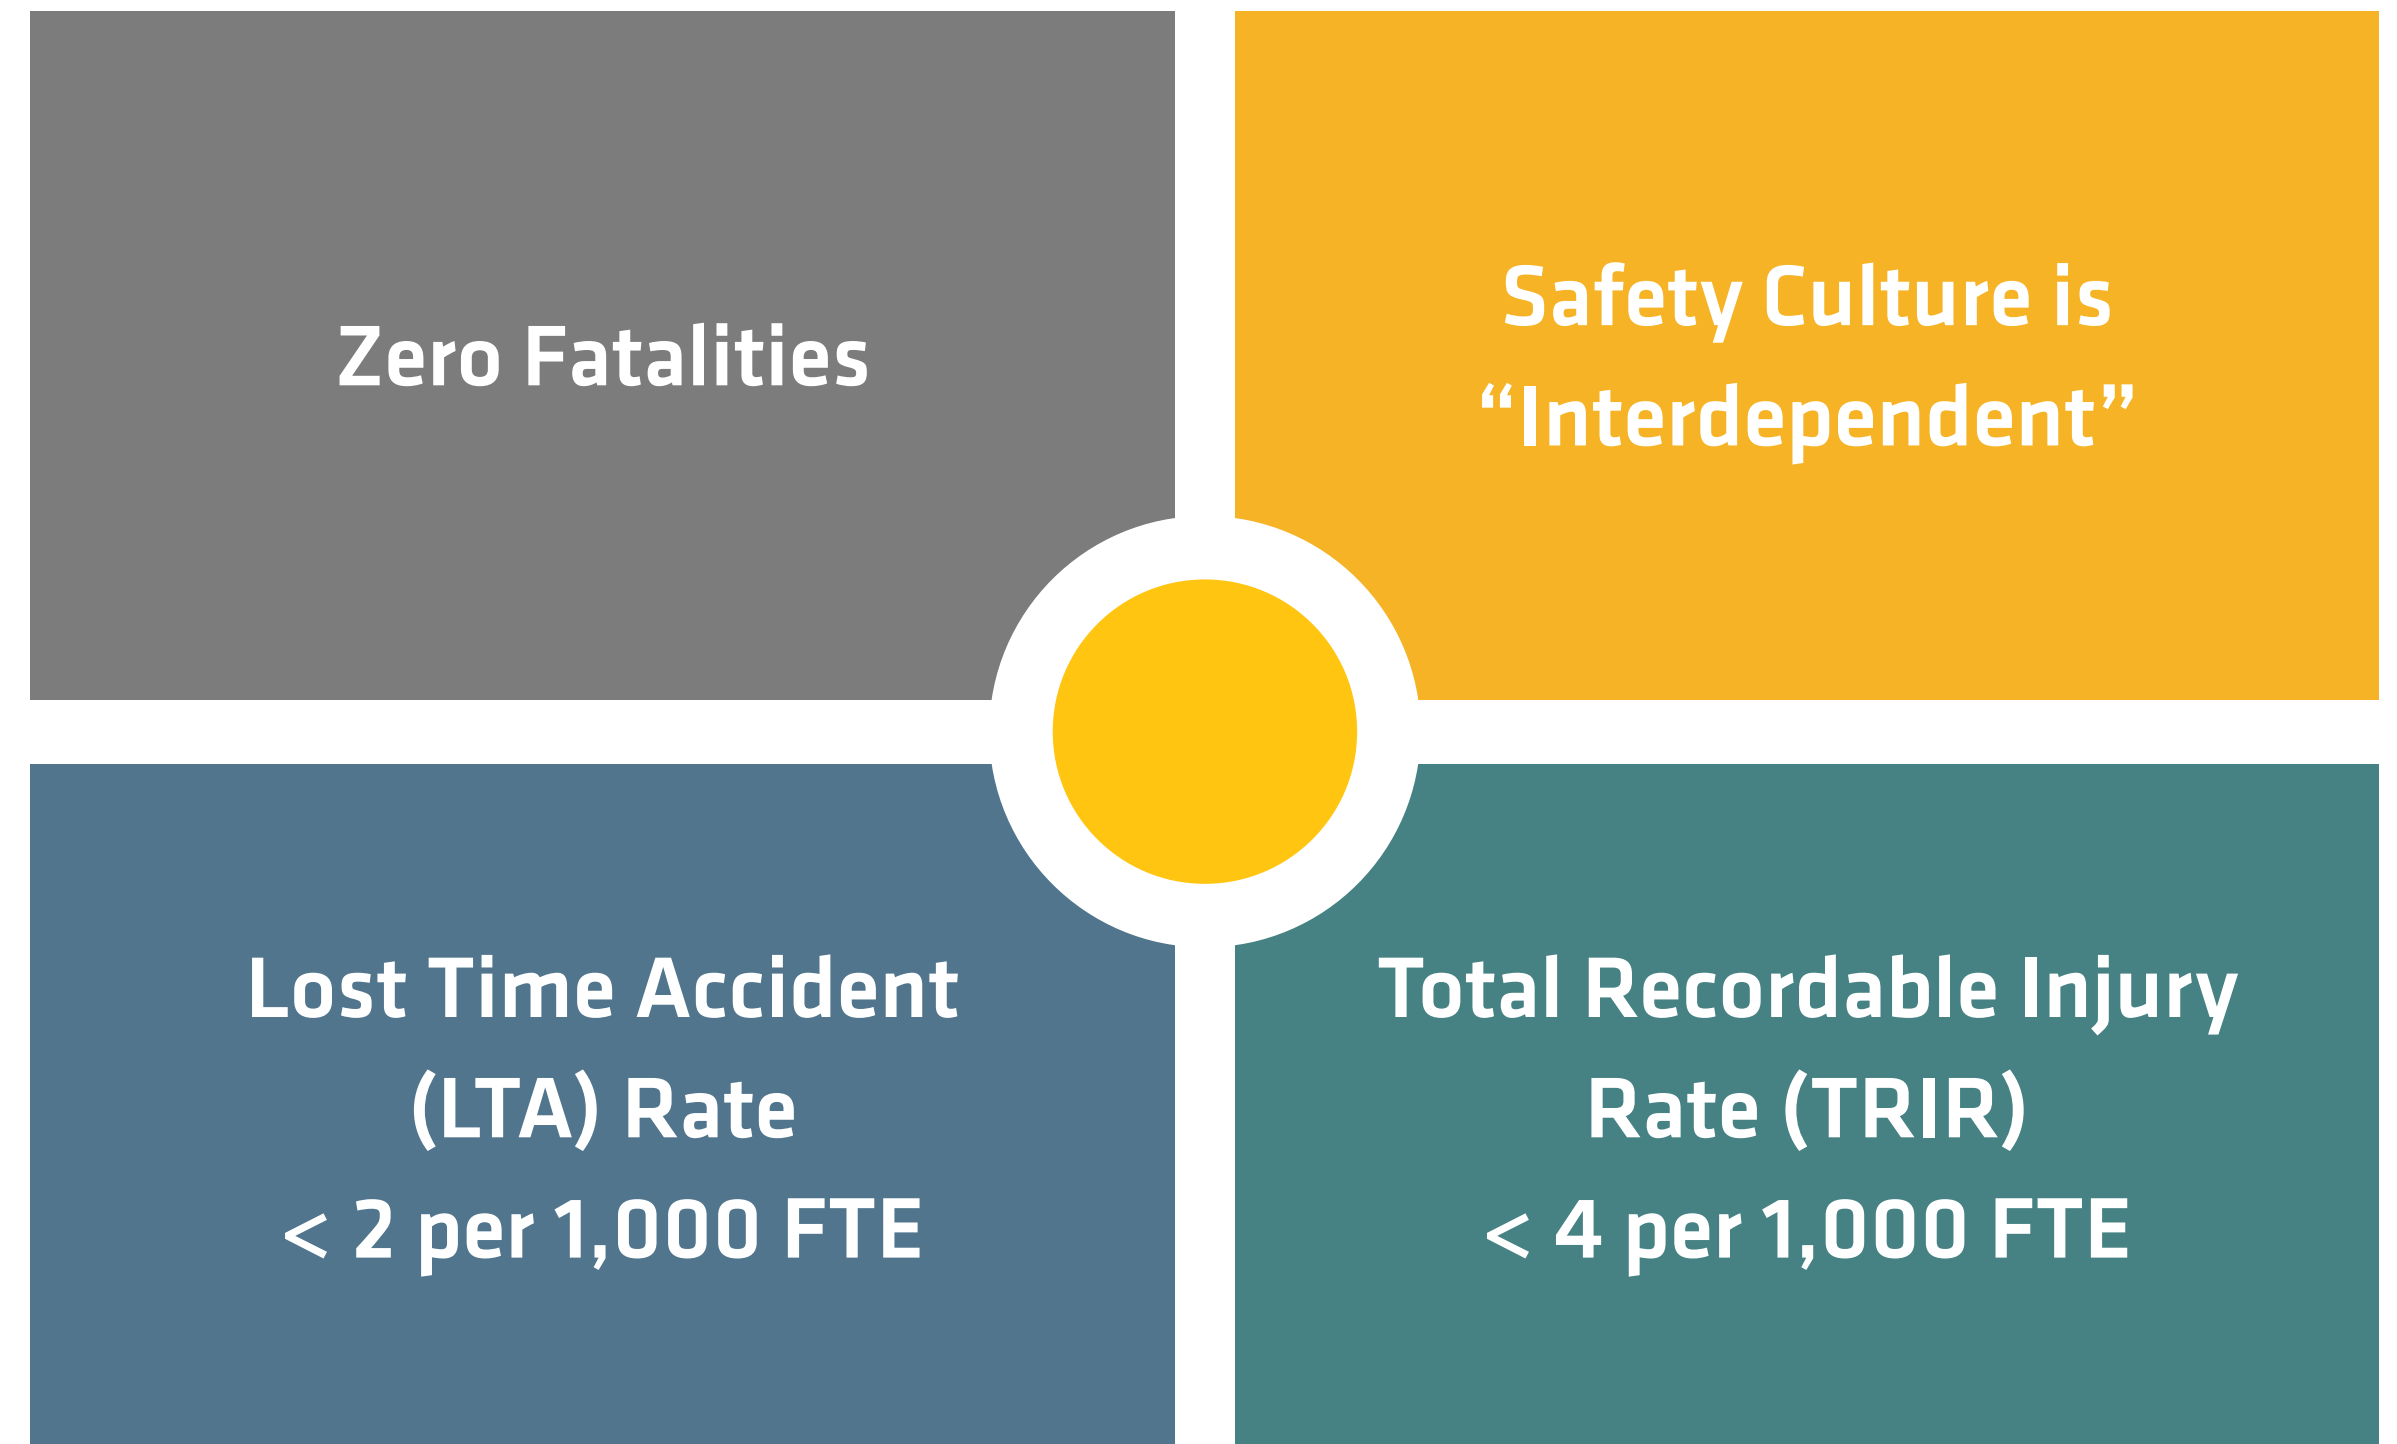 Zero Fatalities
Safety Culture is
“Interdependent”
Lost Time Accident
(LTA) Rate
< 2 per 1,000 FTE
Total Recordable Injury
Rate (TRIR)
< 4 per 1,000 FTE